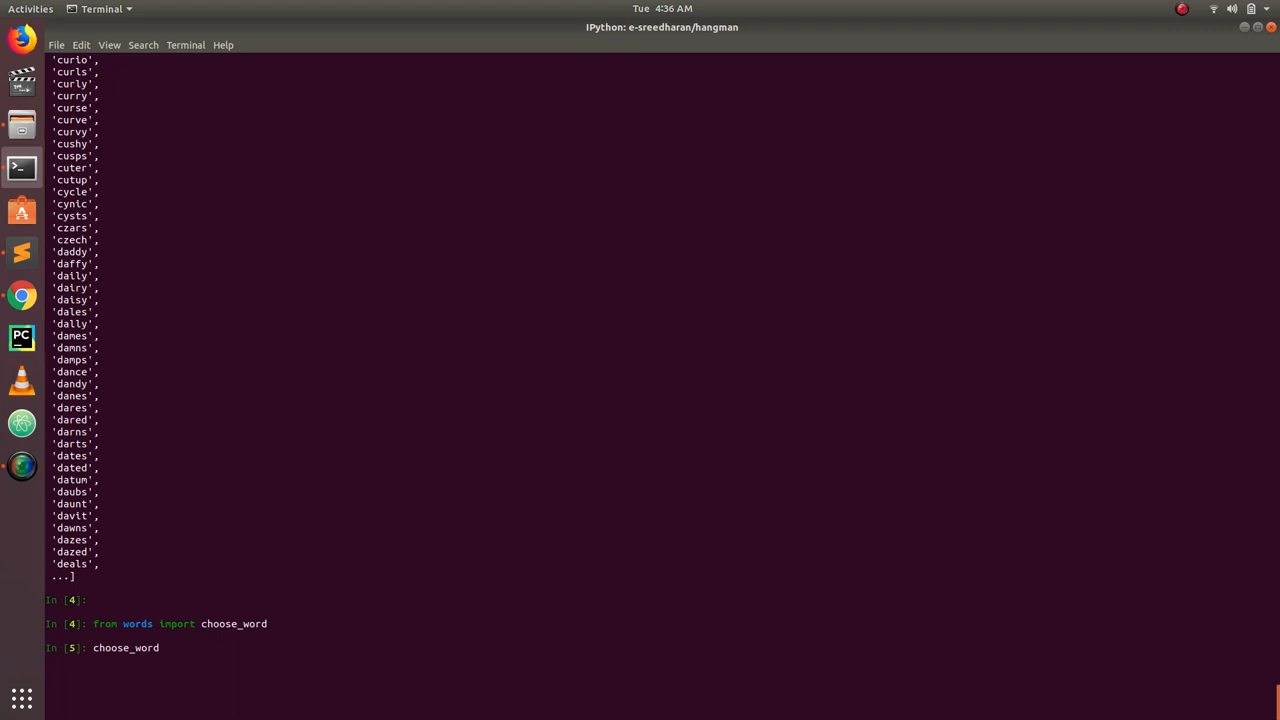 Activities
Terminal
Tue 4:36 AM
IPython: e-sreedharan/hangman
File Edit View Search Terminal Help
'curio',
'curls',
'curly',
'curry',
'curse',
'curve',
'curvy',
'cushy',
'cusps',
'cuter',
'cutup',
'cycle',
'cynic',
'cysts',
'czars',
'czech',
'daddy',
'daffy',
'daily',
'dairy',
'daisy',
'dales',
'dally',
'dames',
'damns',
'damps',
'dance',
'dandy',
'danes',
'dares',
'dared',
'darns',
'darts',
'dates',
'dated',
'datum',
'daubs',
'daunt',
'davit',
'dawns',
'dazes',
'dazed',
'deals',
...]
In [4]:
In [4]: from words import choose_word
In [5]: choose_word
PC